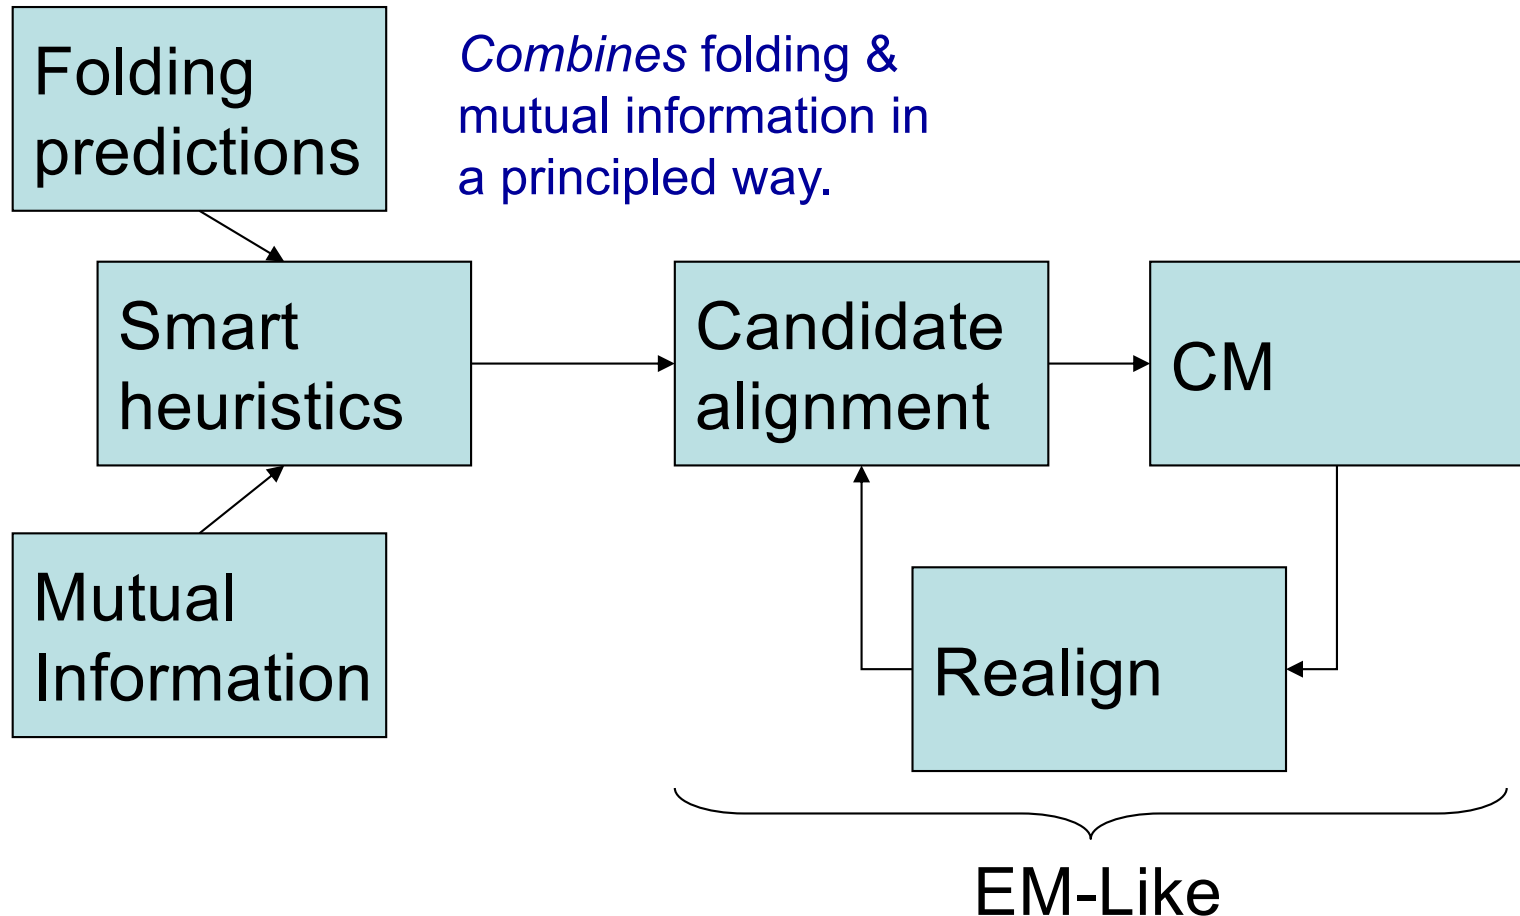 Folding
predictions
Combines folding &
mutual information in
a principled way.
Smart
heuristics
Candidate
alignment
CM
Mutual
Information
Realign
EM-Like